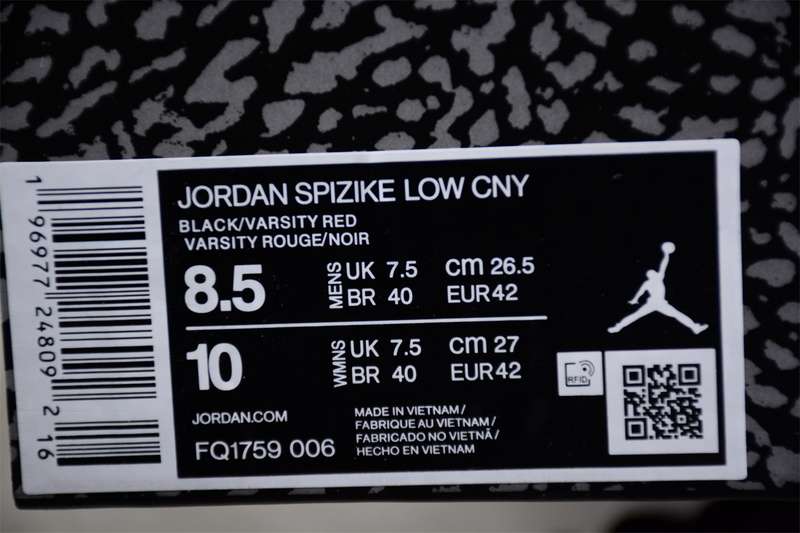 JORDAN SPIZIKE LOW CNY
BLACK/VARSITY RED
VARSITY ROUGE/NOIR
8.5 MENS UK 7.5 cm 26.5
BR 40 EUR 42
10 WMNS UK 7.5 cm 27
BR 40 EUR 42
RFID
JORDAN.COM
FQ1759 006
MADE IN VIETNAM/
FABRIQUE AU VIETNAM/
FABRICADO NO VIETNÃ/
HECHO EN VIETNAM
1 96977 24809 2 16